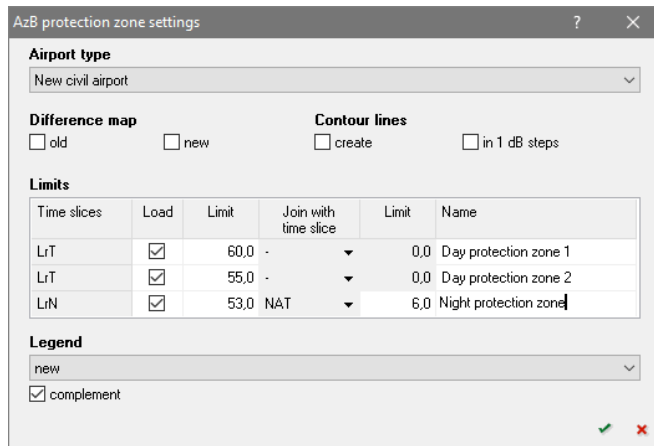 AzB protection zone settings ?
Airport type
New civil airport
Difference map Contour lines
old new create in 1 dB steps
Limits
Time slices Load Limit Join with time slice Limit Name
LrT 60,0 - 0,0 Day protection zone 1
LrT 55,0 - 0,0 Day protection zone 2
LrN 53,0 NAT 6,0 Night protection zone
Legend
new
complement